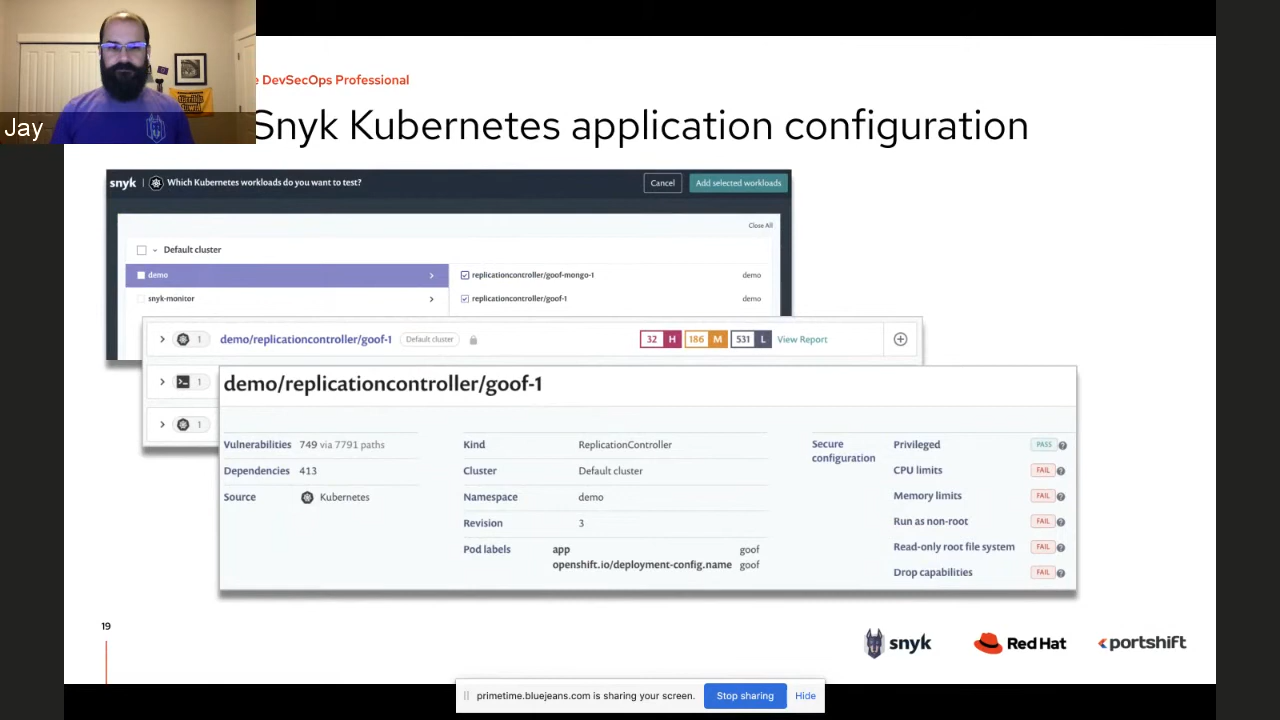 Jay
e DevSecOps Professional
Snyk Kubernetes application configuration
snyk | Which Kubernetes workloads do you want to test? Cancel Add selected workloads
Close All
Default cluster
demo replicationcontroller/goof-mongo-1 demo
snyk-monitor replicationcontroller/goof-1 demo
1 demo/replicationcontroller/goof-1 Default cluster 32 H 186 M 531 L View Report
1
1
demo/replicationcontroller/goof-1
Vulnerabilities 749 via 7791 paths
Dependencies 413
Source Kubernetes
Kind ReplicationController
Cluster Default cluster
Namespace demo
Revision 3
Pod labels app goof
openshift.io/deployment-config.name goof
Secure
configuration
Privileged PASS
CPU limits FAIL
Memory limits FAIL
Run as non-root FAIL
Read-only root file system FAIL
Drop capabilities FAIL
19
snyk Red Hat portshift
primetime.bluejeans.com is sharing your screen. Stop sharing Hide